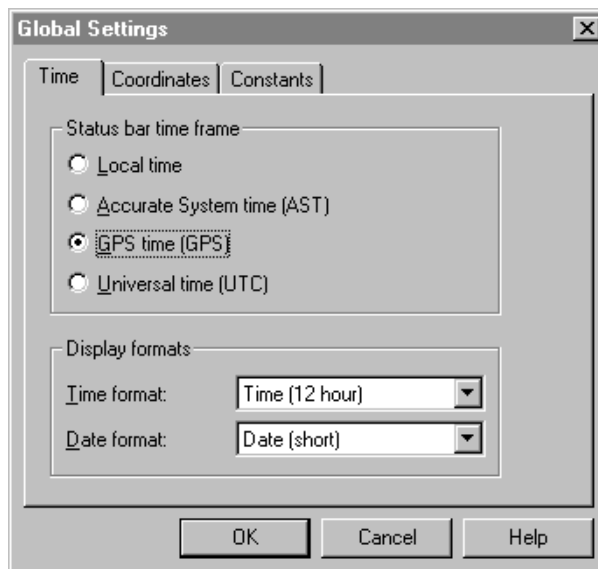 Global Settings
Time Coordinates Constants
Status bar time frame
Local time
Accurate System time (AST)
GPS time (GPS)
Universal time (UTC)
Display formats
Time format: Time (12 hour)
Date format: Date (short)
OK Cancel Help